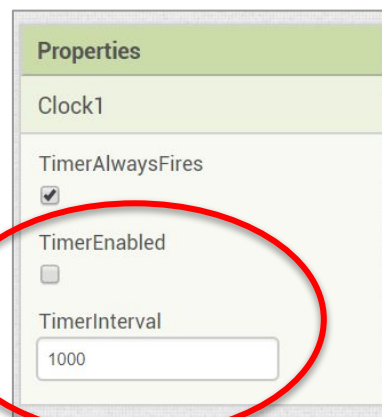 Properties
Clock1
TimerAlwaysFires
TimerEnabled
TimerInterval
1000